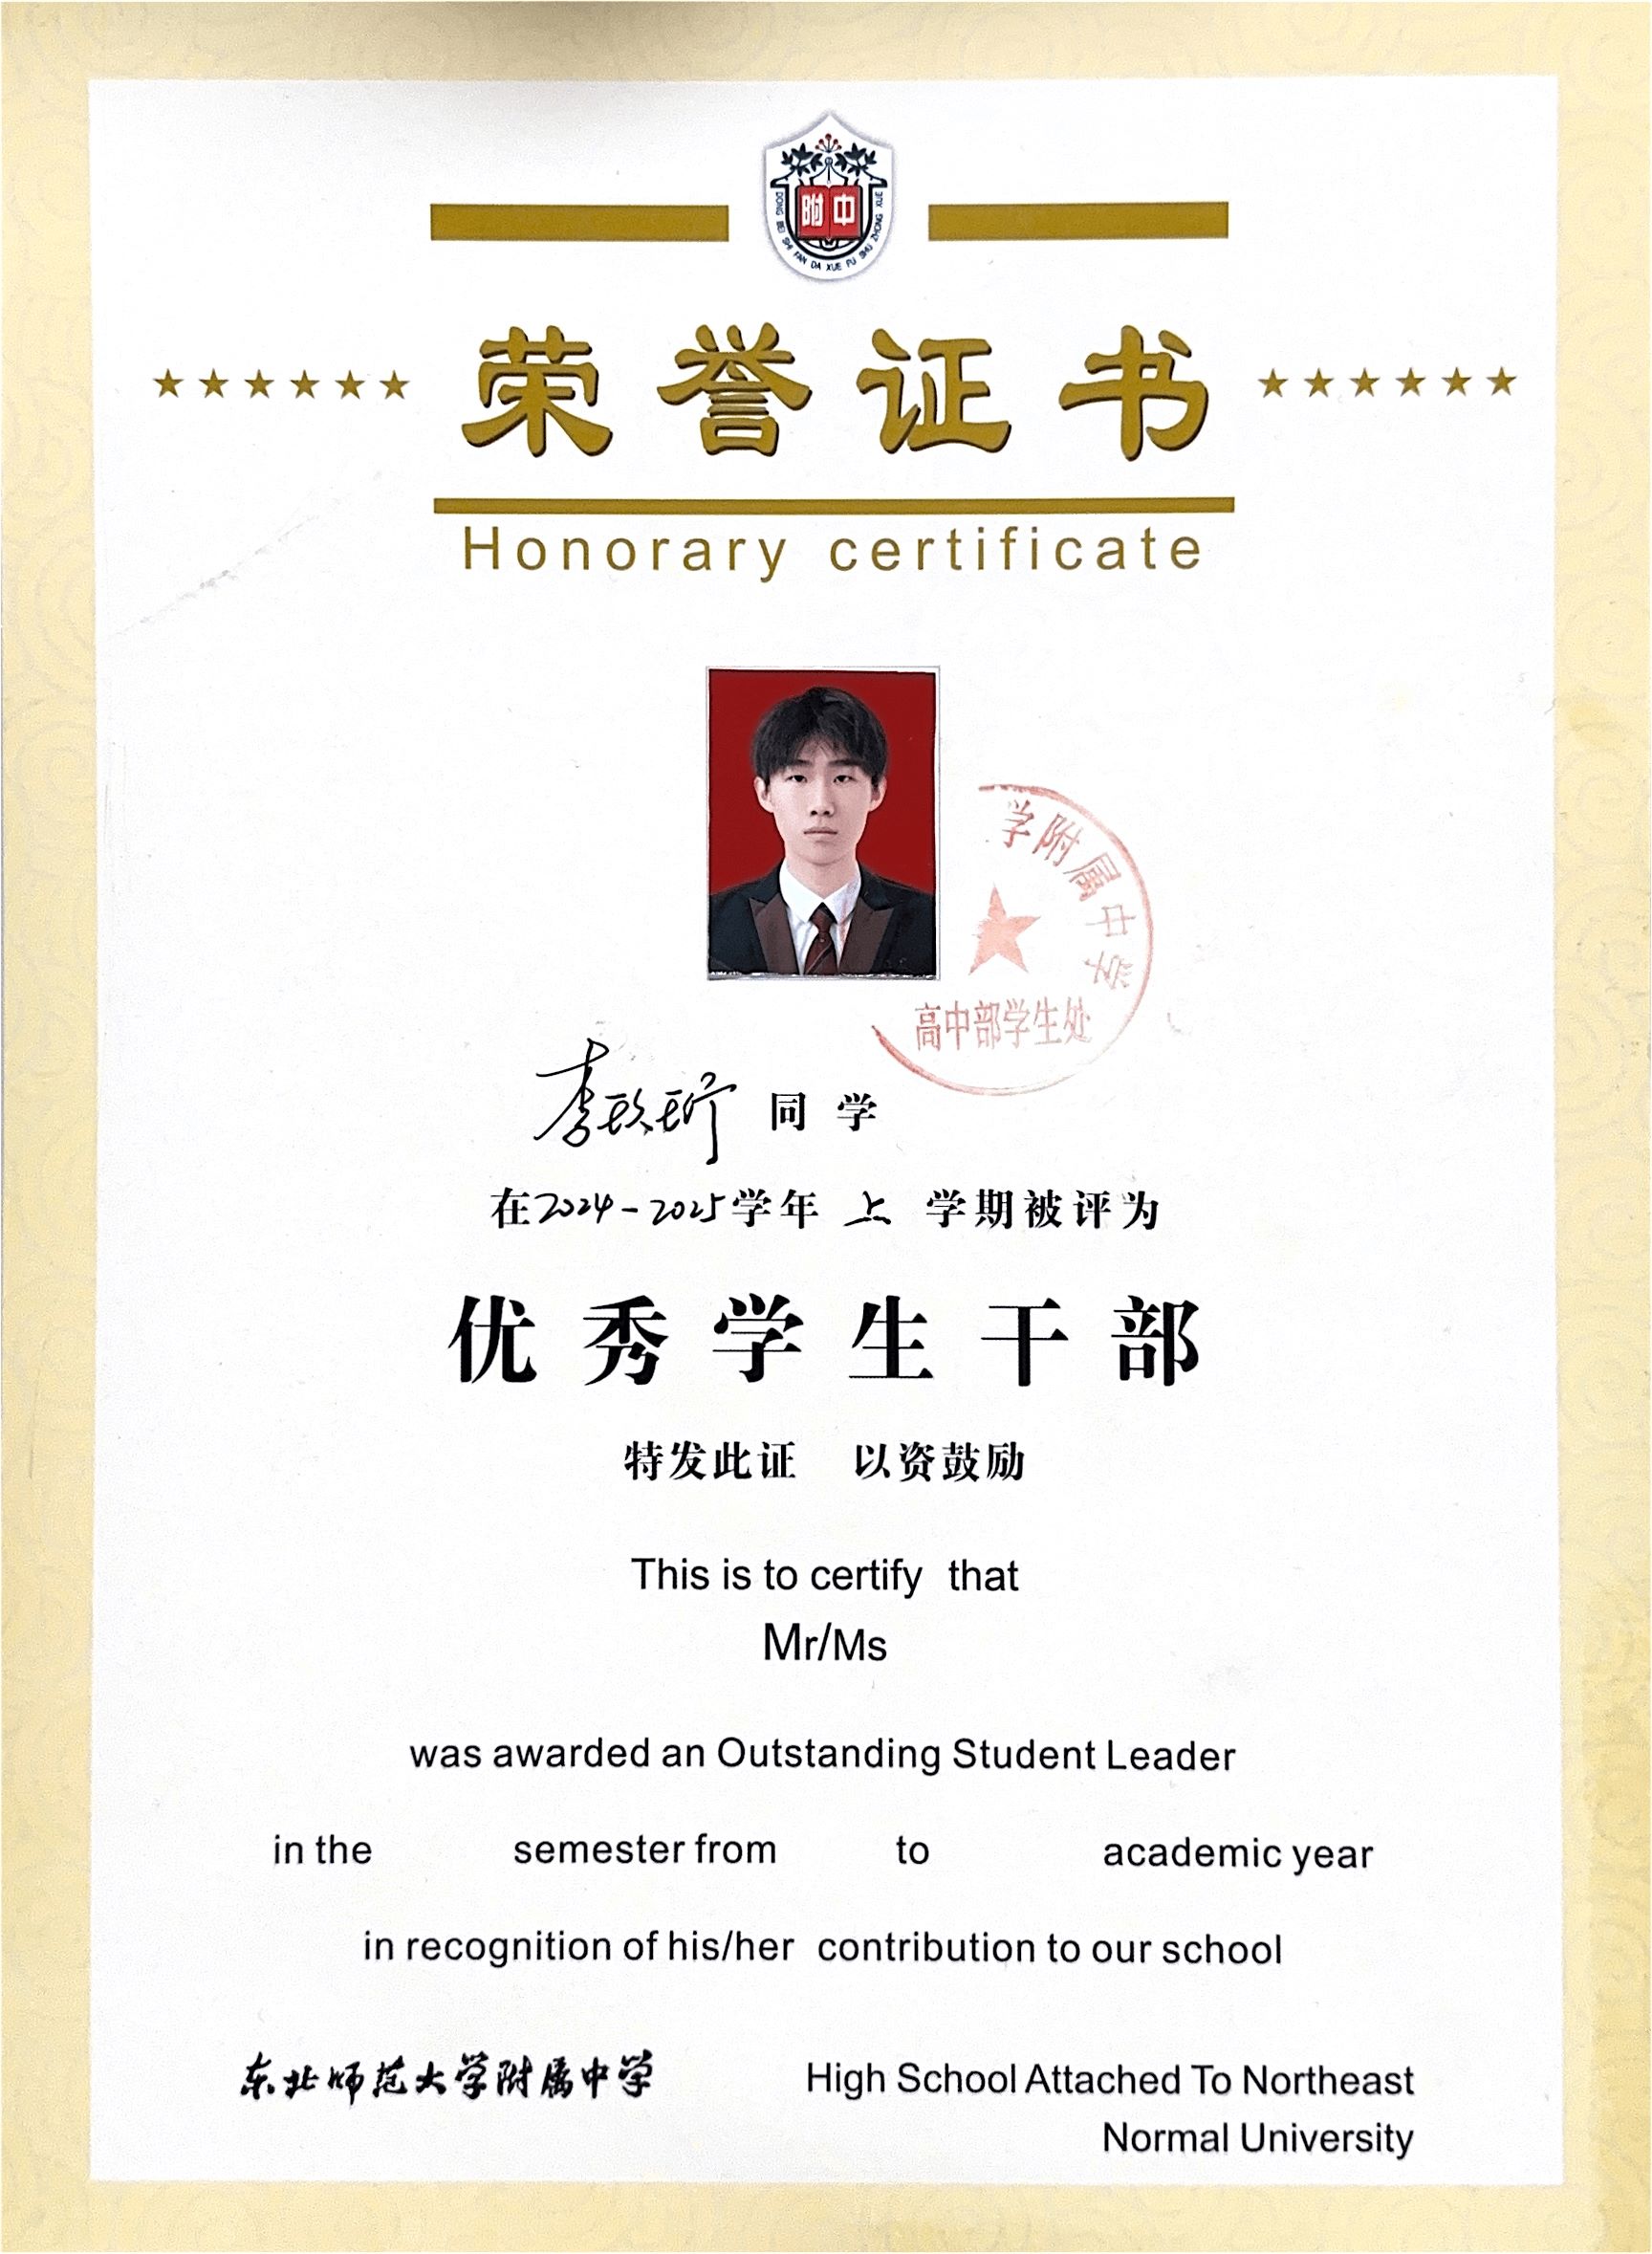 附中
DONG BEI SHI FAN DA XUE FU SHU ZHONG XUE
荣誉证书
Honorary certificate
学附属中学
高中部学生处
李玖珩 同学
在2024-2025学年 上 学期被评为
优秀学生干部
特发此证 以资鼓励
This is to certify that
Mr/Ms
was awarded an Outstanding Student Leader
in the semester from to academic year
in recognition of his/her contribution to our school
东北师范大学附属中学
High School Attached To Northeast
Normal University